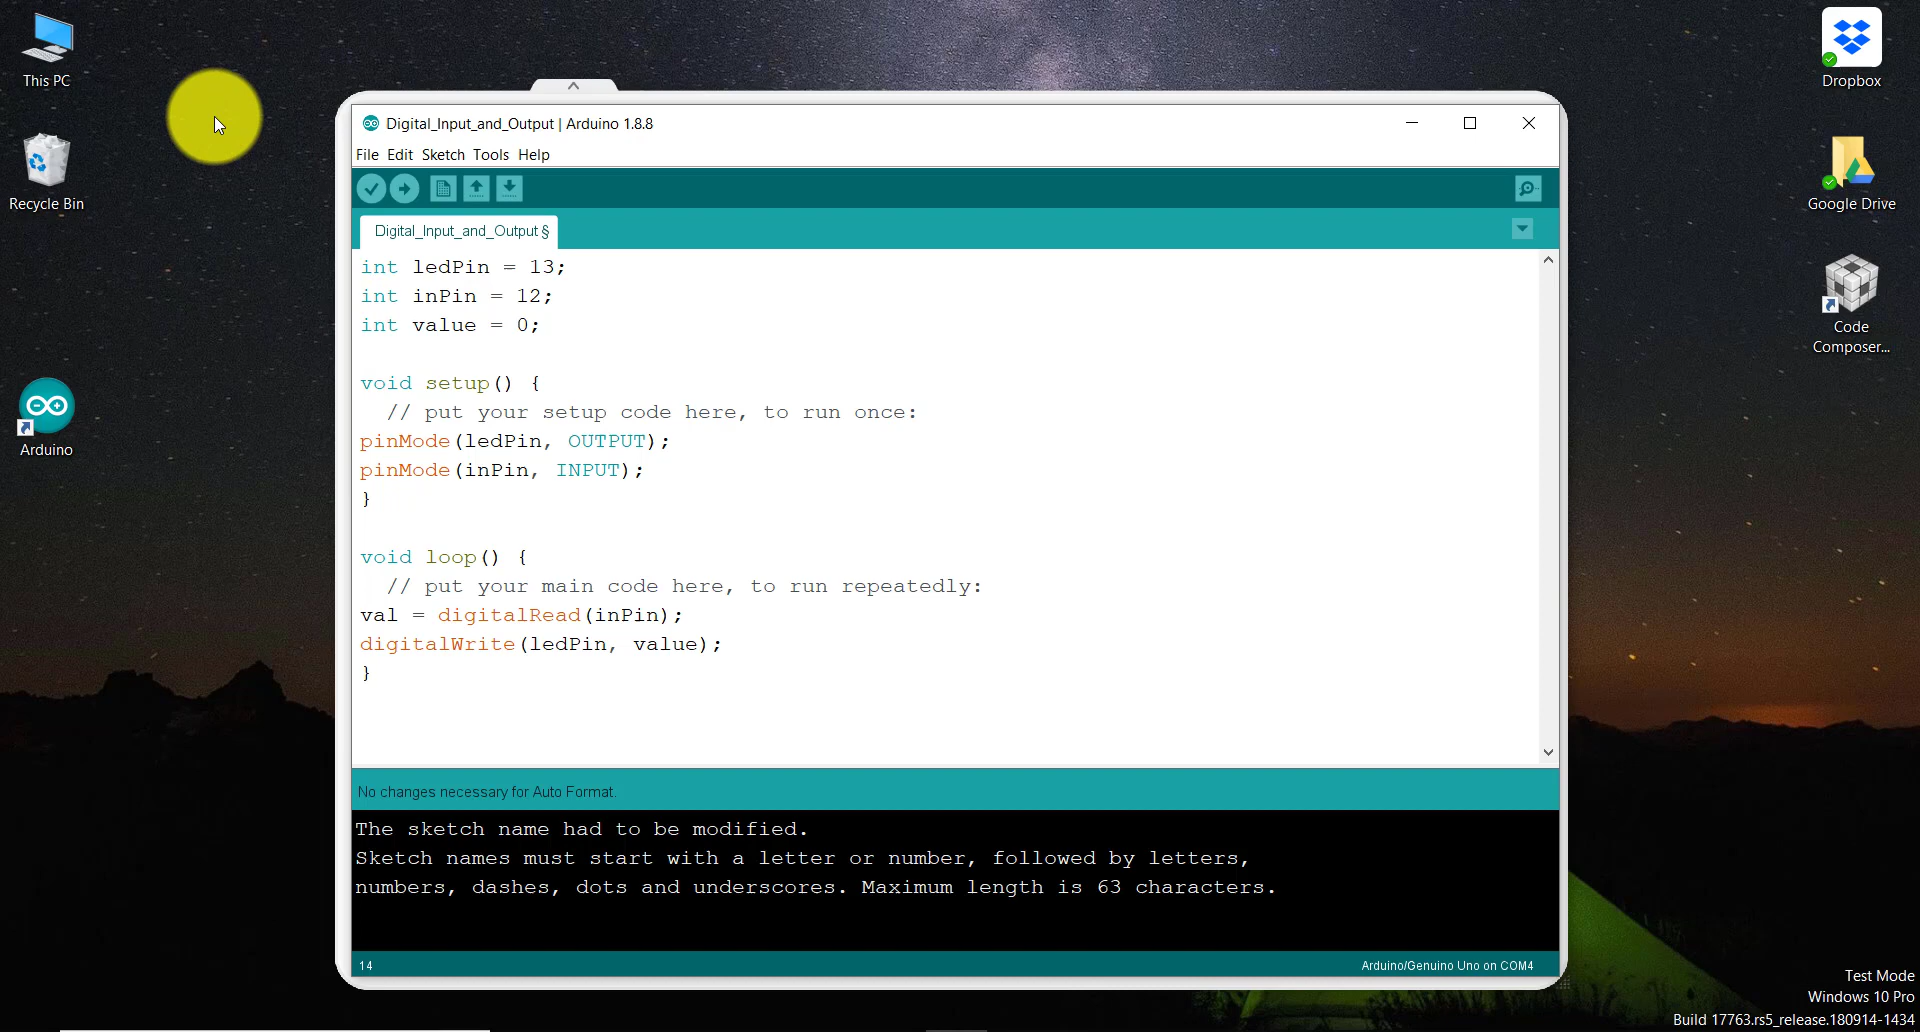 This PC
Recycle Bin
Arduino
Digital_Input_and_Output | Arduino 1.8.8
File Edit Sketch Tools Help
Digital_Input_and_Output §
int ledPin = 13;
int inPin = 12;
int value = 0;
void setup() {
// put your setup code here, to run once:
pinMode(ledPin, OUTPUT);
pinMode(inPin, INPUT);
}
void loop() {
// put your main code here, to run repeatedly:
val = digitalRead(inPin);
digitalWrite(ledPin, value);
}
No changes necessary for Auto Format.
The sketch name had to be modified.
Sketch names must start with a letter or number, followed by letters,
numbers, dashes, dots and underscores. Maximum length is 63 characters.
14
Arduino/Genuino Uno on COM4
Dropbox
Google Drive
Code
Composer...
Test Mode
Windows 10 Pro
Build 17763.rs5_release.180914-1434